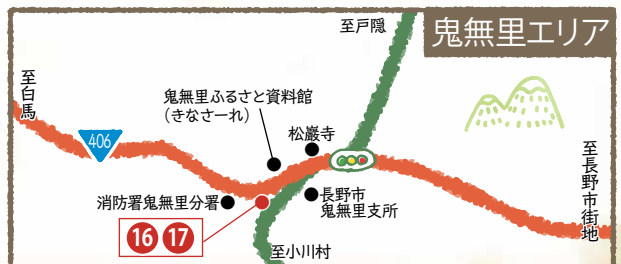 鬼無里エリア
至戸隠
至白馬
鬼無里ふるさと資料館
（きなさーれ）
松巖寺
406
至長野市街地
消防署鬼無里分署
長野市
鬼無里支所
16 17
至小川村